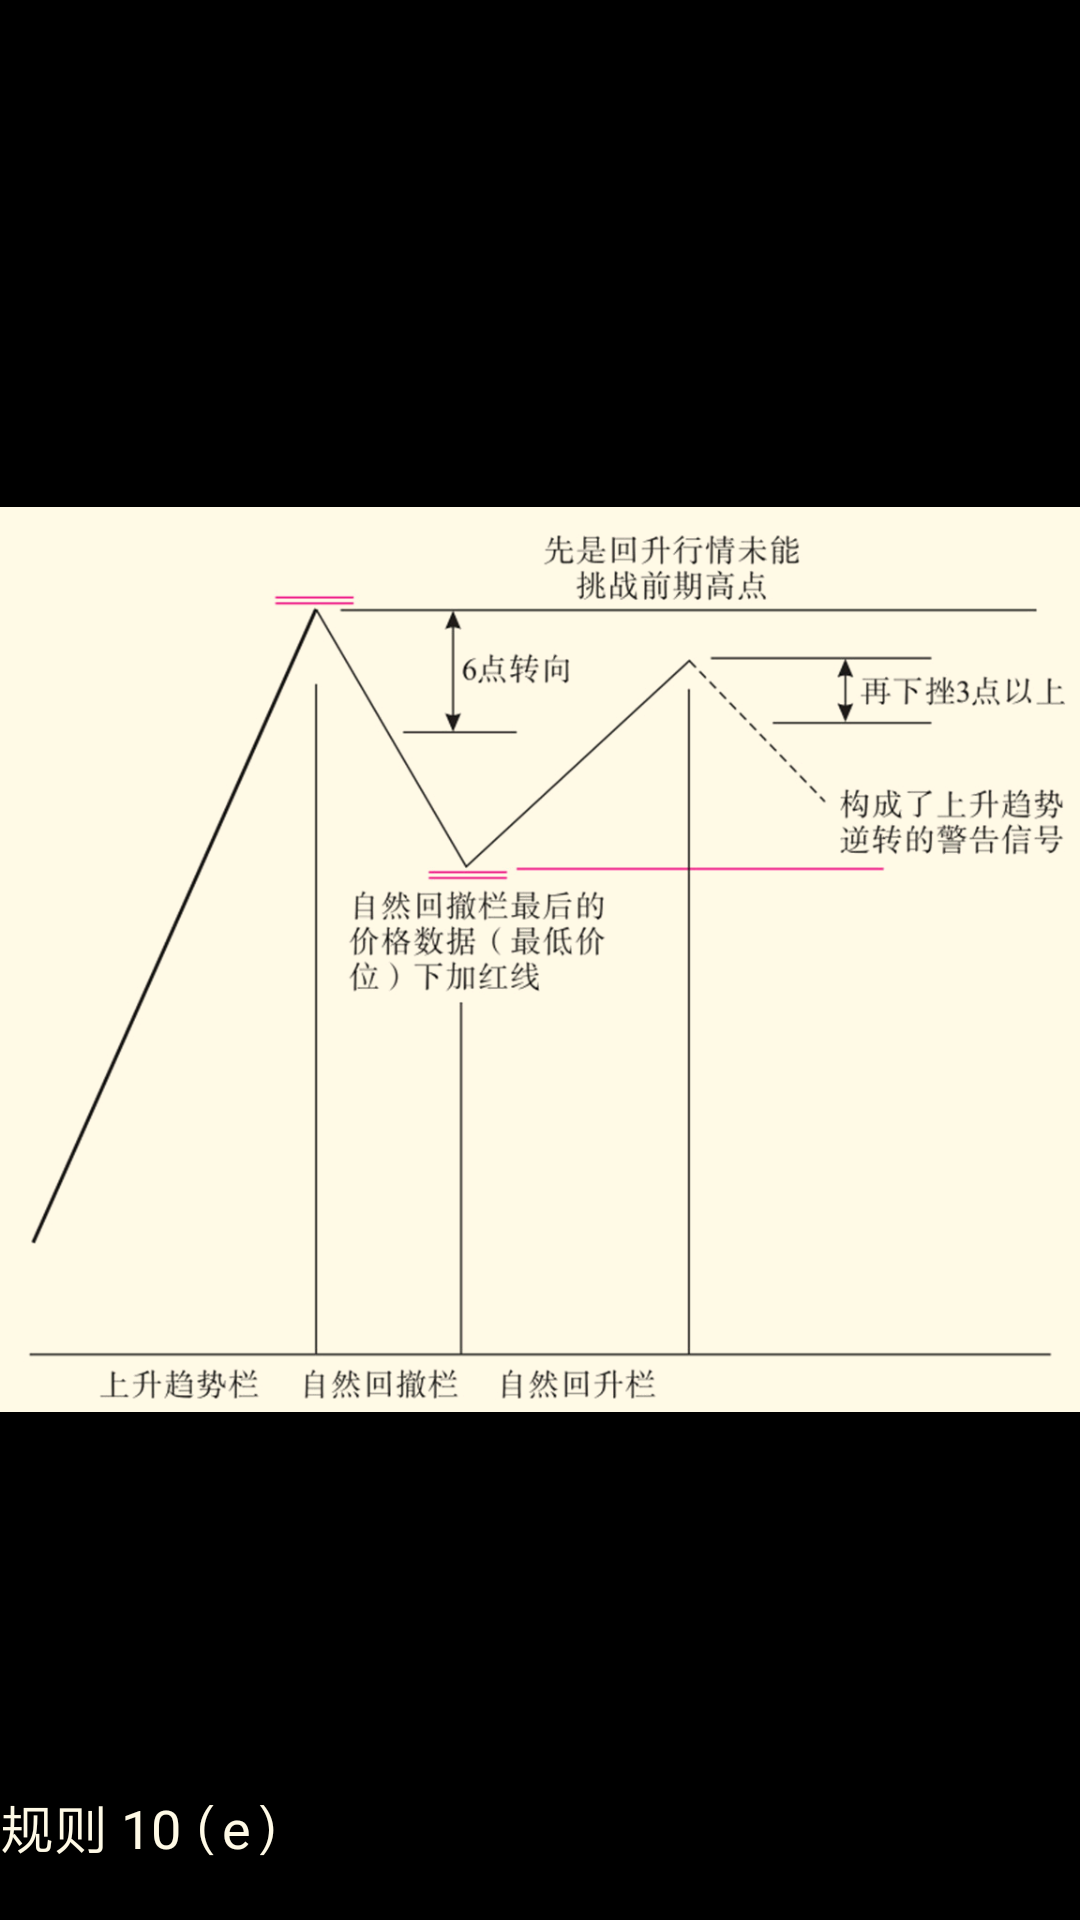 先是回升行情未能
挑战前期高点
6点转向
再下挫3点以上
构成了上升趋势
逆转的警告信号
自然回撤栏最后的
价格数据（最低价
位）下加红线
上升趋势栏
自然回撤栏
自然回升栏
规则 10（e）